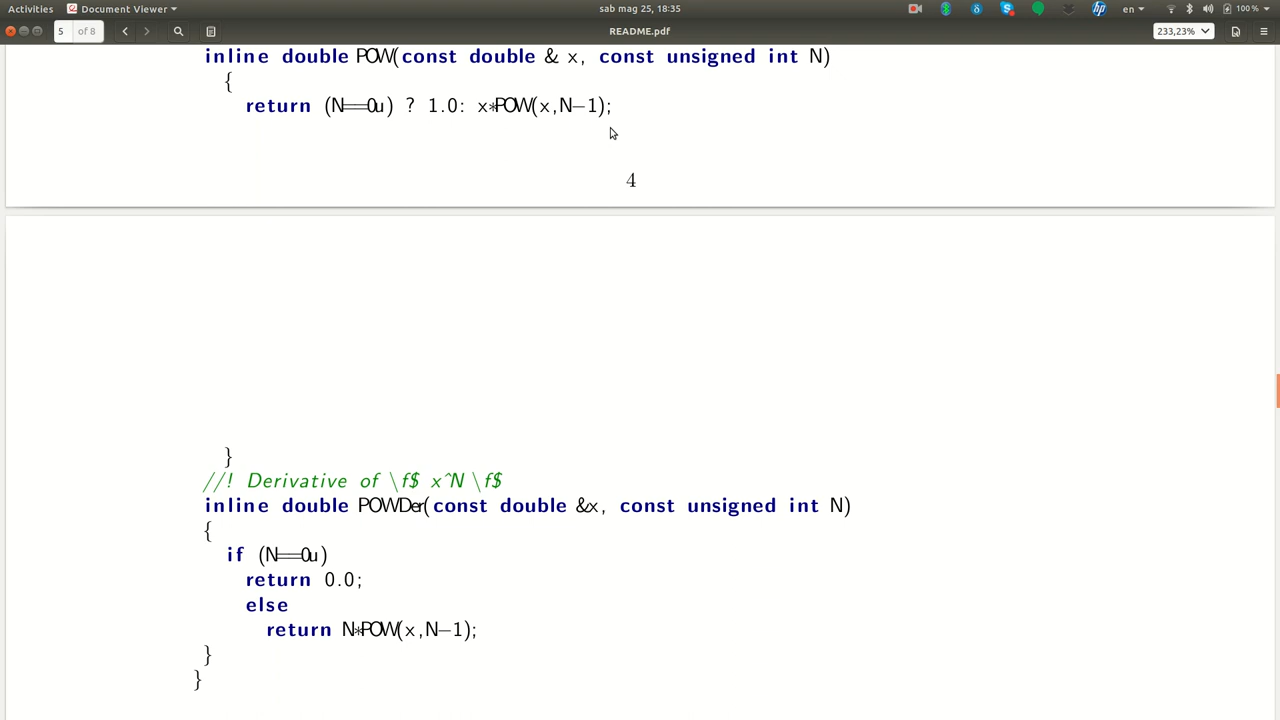 Activities Document Viewer sab mag 25, 18:35 en 100 %
5 of 8 README.pdf 233,23%
inline double POW(const double & x, const unsigned int N)
{
return (N==0u) ? 1.0: x*POW(x,N−1);
4
}
//! Derivative of \f$ x^N \f$
inline double POWDer(const double &x, const unsigned int N)
{
if (N==0u)
return 0.0;
else
return N*POW(x,N−1);
}
}